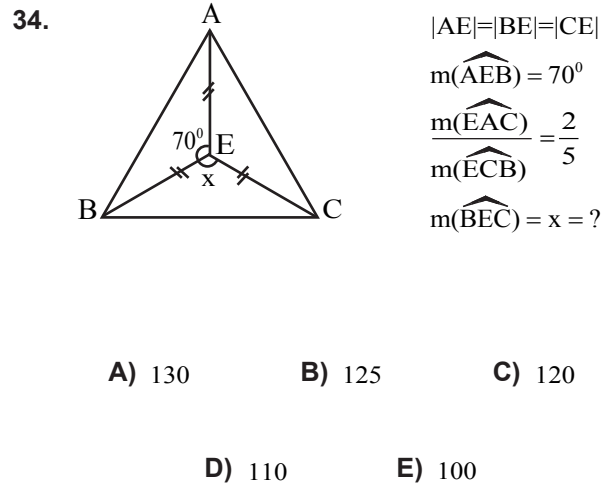 34.
A
|AE|=|BE|=|CE|
m(AEB) = 70⁰
m(EAC) / m(ECB) = 2/5
m(BEC) = x = ?
70⁰ E
x
B C
A) 130 B) 125 C) 120
D) 110 E) 100